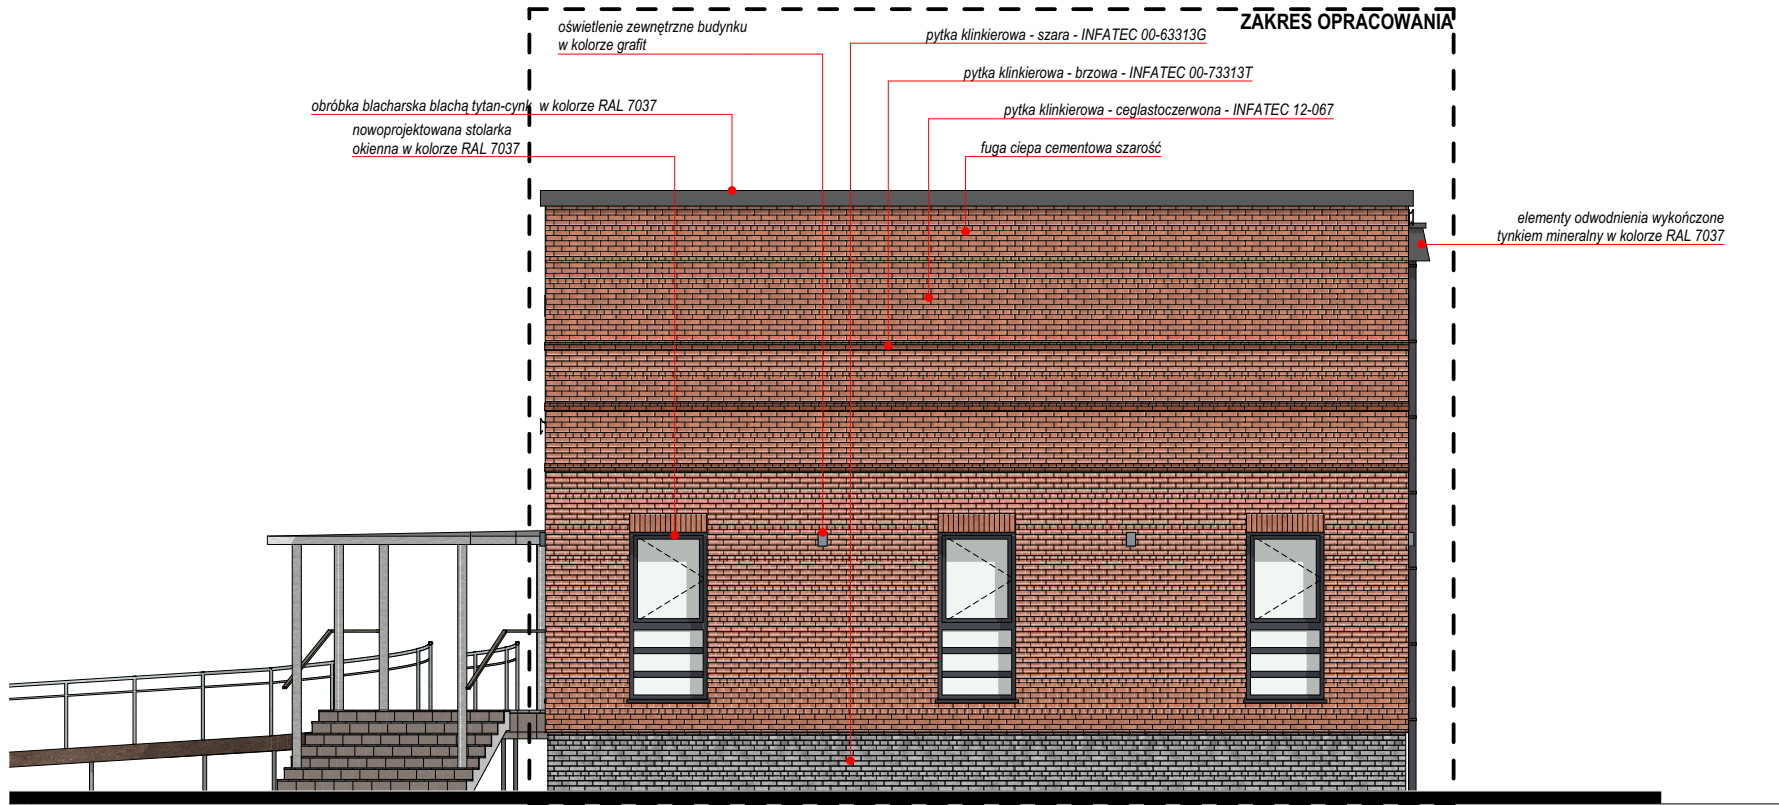 ZAKRES OPRACOWANIA
oświetlenie zewnętrzne budynku
w kolorze grafit
pytka klinkierowa - szara - INFATEC 00-63313G
pytka klinkierowa - brzowa - INFATEC 00-73313T
obróbka blacharska blachą tytan-cynk w kolorze RAL 7037
pytka klinkierowa - ceglastoczerwona - INFATEC 12-067
nowoprojektowana stolarka
okienna w kolorze RAL 7037
fuga ciepa cementowa szarość
elementy odwodnienia wykończone
tynkiem mineralny w kolorze RAL 7037